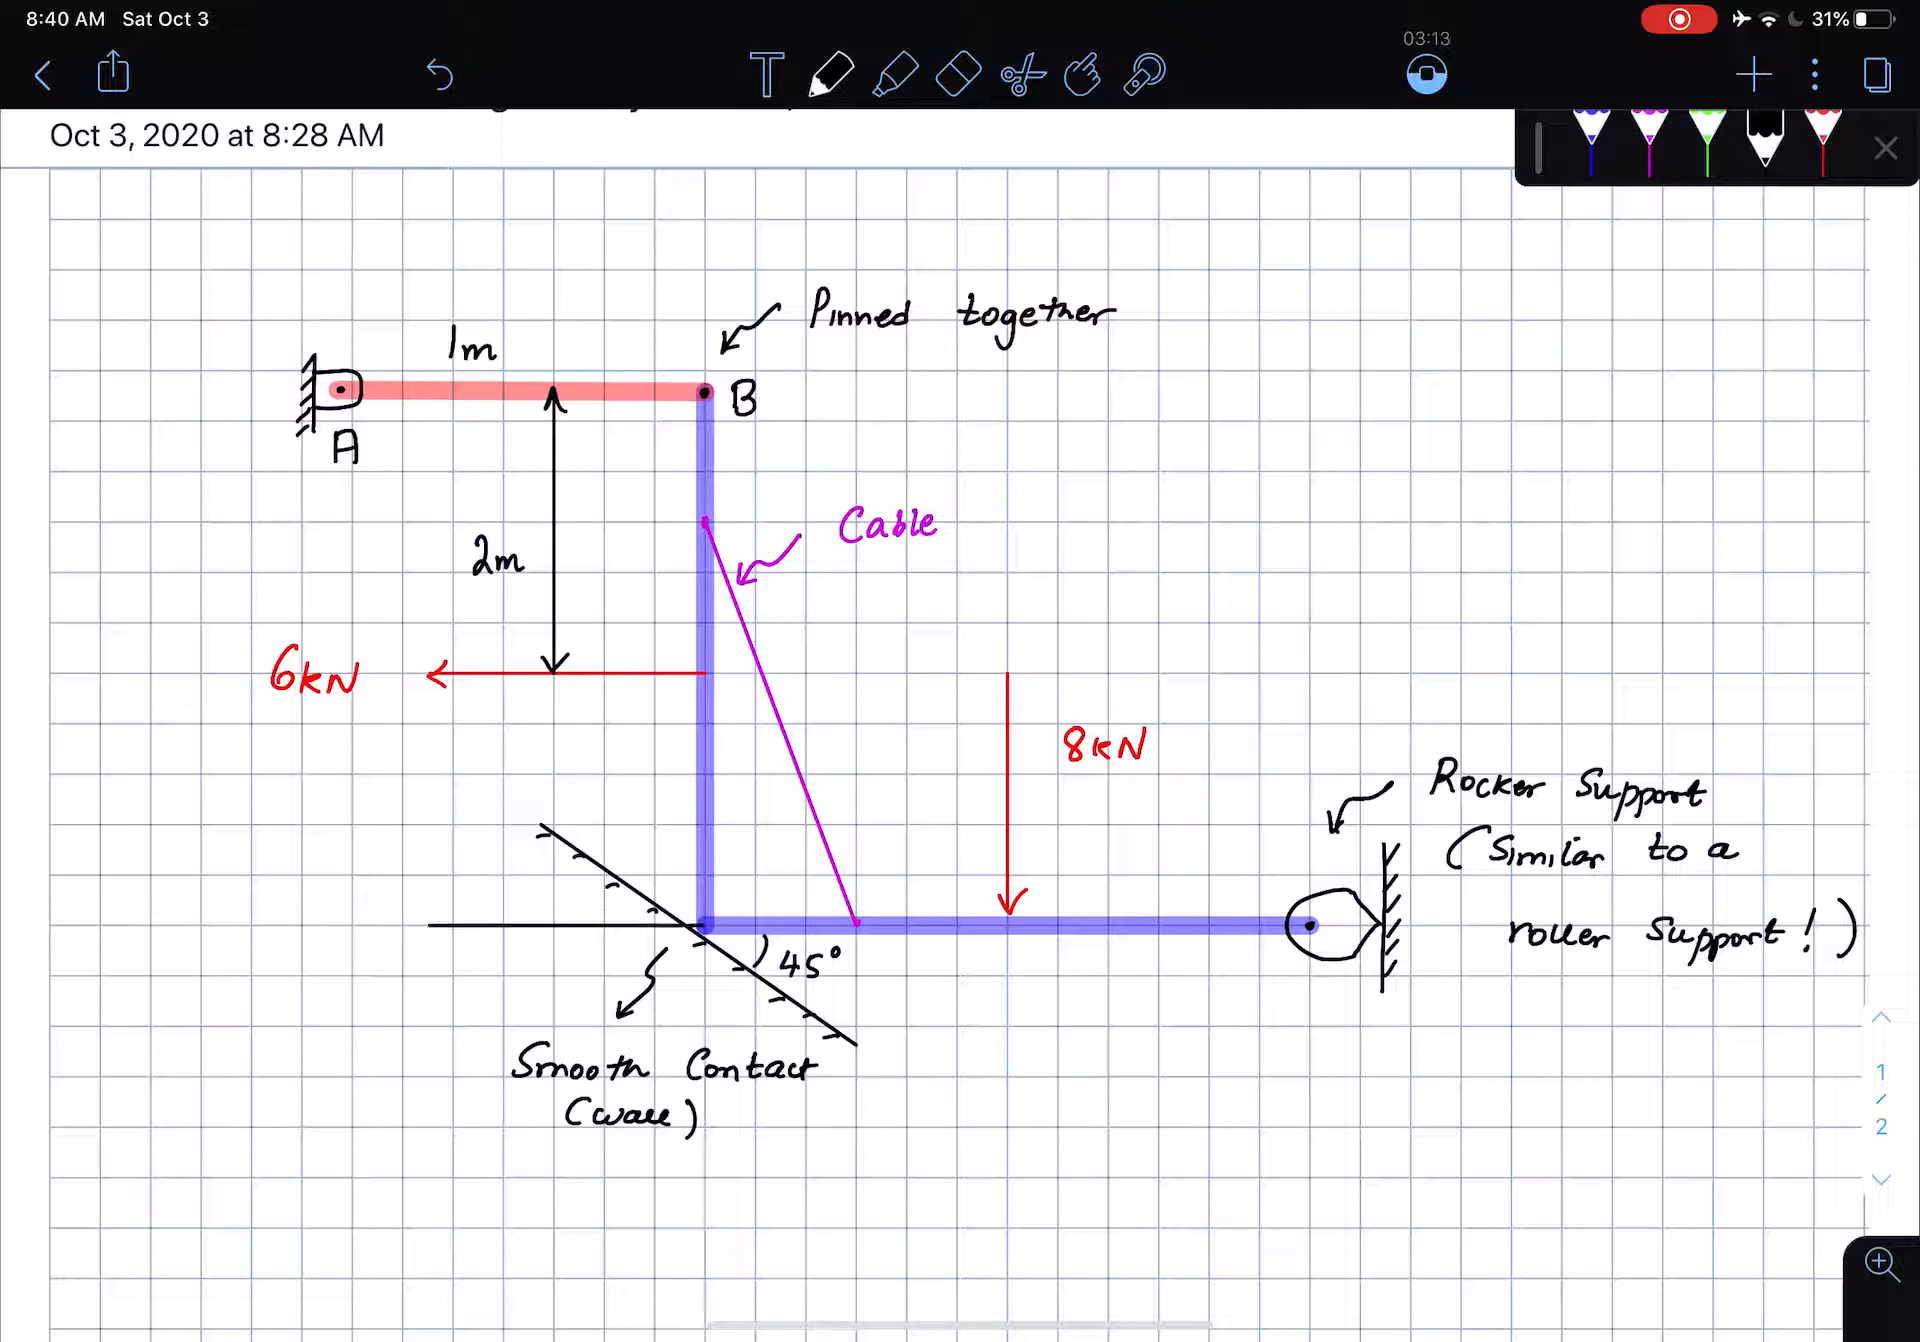 8:40 AM Sat Oct 3
31%
03:13
Oct 3, 2020 at 8:28 AM
Pinned together
1m
B
A
Cable
2m
6kN
8kN
Rocker Support
(Similar to a
roller support!)
45°
Smooth Contact
(wall)
1
/
2